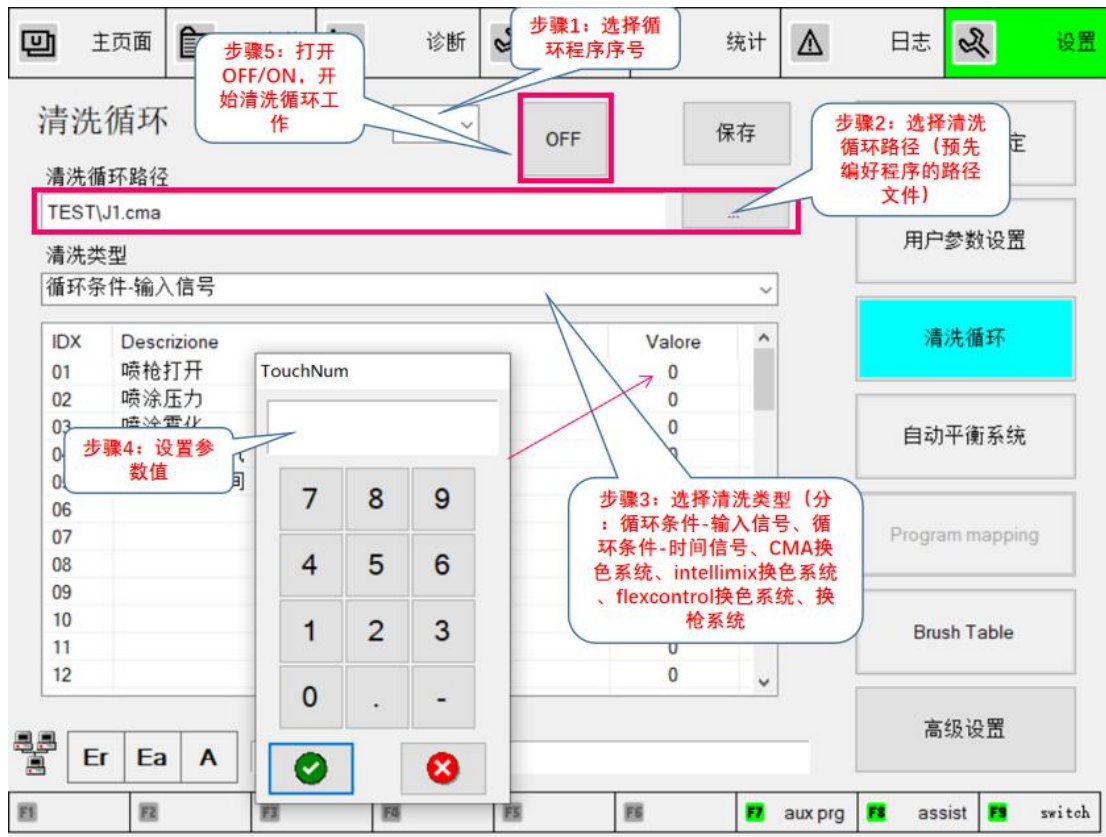 主页面
诊断
统计
日志
设置
步骤1：选择循
环程序序号
步骤5：打开
OFF/ON，开
始清洗循环工
作
清洗循环
OFF
保存
步骤2：选择清洗
循环路径（预先
编好程序的路径
文件）
定
清洗循环路径
TEST\J1.cma
...
用户参数设置
清洗类型
循环条件-输入信号
清洗循环
IDX Descrizione Valore
01 喷枪打开 0
02 喷涂压力 0
03 喷涂雾化 0
TouchNum
步骤4：设置参
数值
间
自动平衡系统
06
07
08
09
10
11 0
12 0
7 8 9
4 5 6
1 2 3
0 . -
步骤3：选择清洗类型（分
：循环条件-输入信号、循
环条件-时间信号、CMA换
色系统、intellimix换色系统
、flexcontrol换色系统、换
枪系统
Program mapping
Brush Table
高级设置
Er Ea A
F1 F2 F3 F4 F5 F6 F7 aux prg F8 assist F9 switch